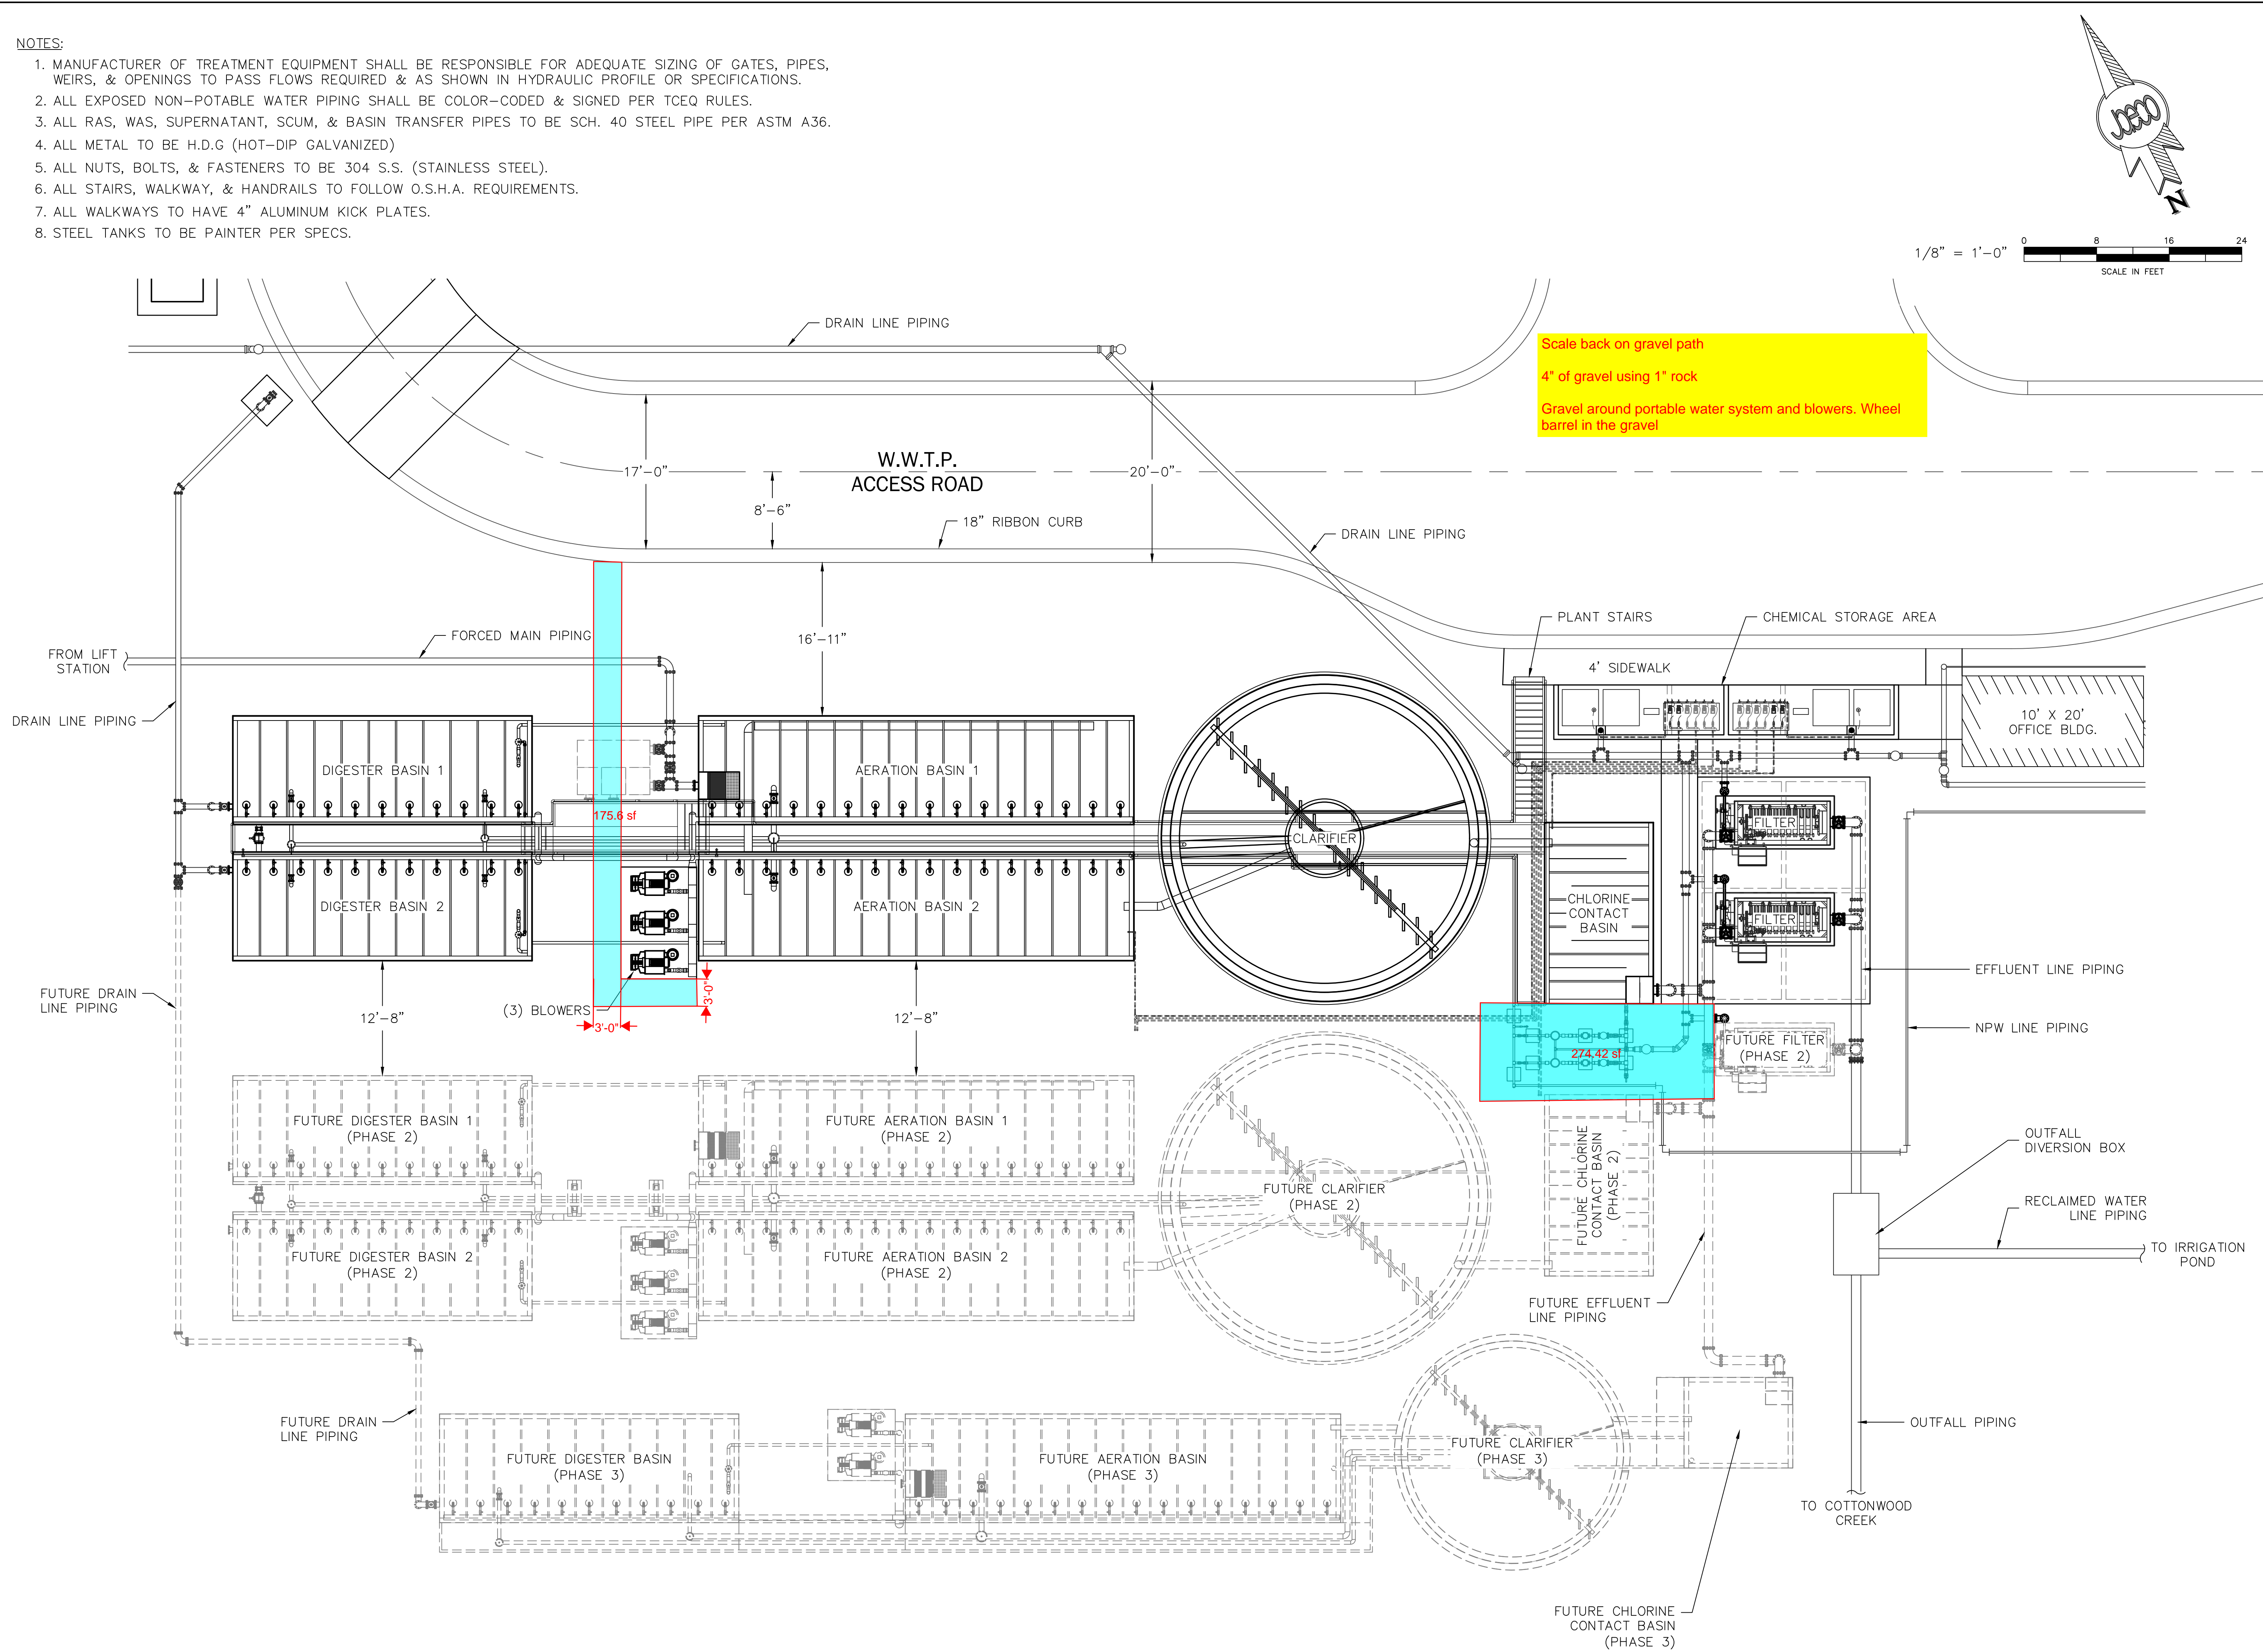 NOTES:
1. MANUFACTURER OF TREATMENT EQUIPMENT SHALL BE RESPONSIBLE FOR ADEQUATE SIZING OF GATES, PIPES,
WEIRS, & OPENINGS TO PASS FLOWS REQUIRED & AS SHOWN IN HYDRAULIC PROFILE OR SPECIFICATIONS.
2. ALL EXPOSED NON-POTABLE WATER PIPING SHALL BE COLOR-CODED & SIGNED PER TCEQ RULES.
3. ALL RAS, WAS, SUPERNATANT, SCUM, & BASIN TRANSFER PIPES TO BE SCH. 40 STEEL PIPE PER ASTM A36.
4. ALL METAL TO BE H.D.G (HOT-DIP GALVANIZED)
5. ALL NUTS, BOLTS, & FASTENERS TO BE 304 S.S. (STAINLESS STEEL).
6. ALL STAIRS, WALKWAY, & HANDRAILS TO FOLLOW O.S.H.A. REQUIREMENTS.
7. ALL WALKWAYS TO HAVE 4" ALUMINUM KICK PLATES.
8. STEEL TANKS TO BE PAINTER PER SPECS.
N
1/8" = 1'-0"
0 8 16 24
SCALE IN FEET
DRAIN LINE PIPING
Scale back on gravel path
4" of gravel using 1" rock
Gravel around portable water system and blowers. Wheel
barrel in the gravel
17'-0"
W.W.T.P.
ACCESS ROAD
20'-0"
8'-6"
18" RIBBON CURB
DRAIN LINE PIPING
16'-11"
FORCED MAIN PIPING
FROM LIFT
STATION
PLANT STAIRS
CHEMICAL STORAGE AREA
4' SIDEWALK
DRAIN LINE PIPING
10' X 20'
OFFICE BLDG.
DIGESTER BASIN 1
AERATION BASIN 1
175.6 sf
CLARIFIER
FILTER
DIGESTER BASIN 2
AERATION BASIN 2
CHLORINE
CONTACT
BASIN
FILTER
EFFLUENT LINE PIPING
FUTURE DRAIN
LINE PIPING
12'-8"
(3) BLOWERS
3'-0"
3'-0"
12'-8"
NPW LINE PIPING
274.42 sf
FUTURE FILTER
(PHASE 2)
FUTURE DIGESTER BASIN 1
(PHASE 2)
FUTURE AERATION BASIN 1
(PHASE 2)
FUTURE CLARIFIER
(PHASE 2)
FUTURE CHLORINE
CONTACT BASIN
(PHASE 2)
OUTFALL
DIVERSION BOX
RECLAIMED WATER
LINE PIPING
TO IRRIGATION
POND
FUTURE DIGESTER BASIN 2
(PHASE 2)
FUTURE AERATION BASIN 2
(PHASE 2)
FUTURE EFFLUENT
LINE PIPING
FUTURE DRAIN
LINE PIPING
FUTURE DIGESTER BASIN
(PHASE 3)
FUTURE AERATION BASIN
(PHASE 3)
FUTURE CLARIFIER
(PHASE 3)
OUTFALL PIPING
TO COTTONWOOD
CREEK
FUTURE CHLORINE
CONTACT BASIN
(PHASE 3)